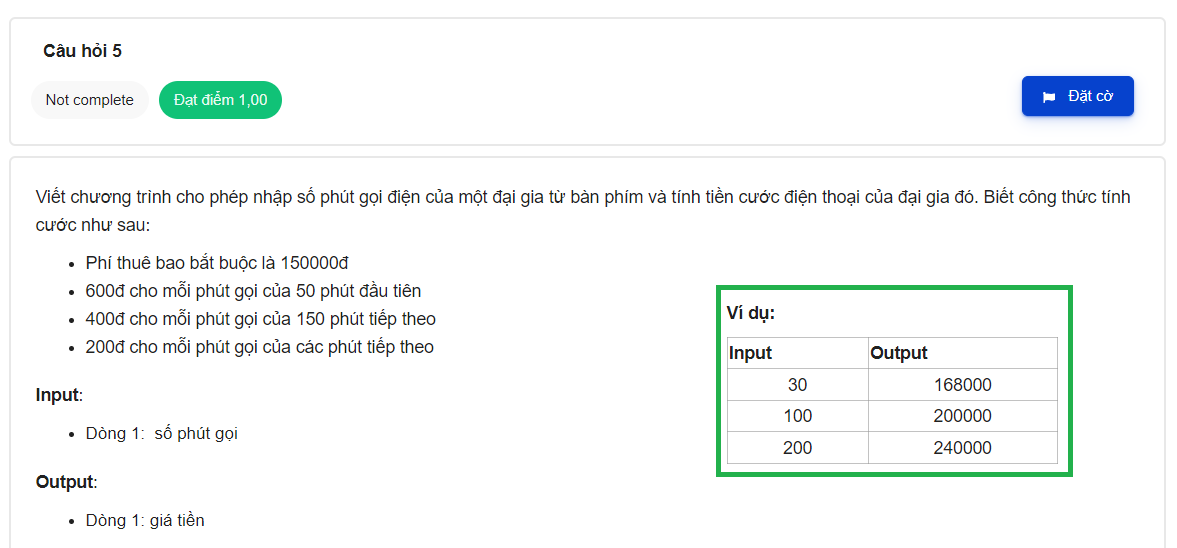 Câu hỏi 5
Not complete
Đạt điểm 1,00
Đặt cờ
Viết chương trình cho phép nhập số phút gọi điện của một đại gia từ bàn phím và tính tiền cước điện thoại của đại gia đó. Biết công thức tính
cước như sau:
Phí thuê bao bắt buộc là 150000đ
600đ cho mỗi phút gọi của 50 phút đầu tiên
400đ cho mỗi phút gọi của 150 phút tiếp theo
200đ cho mỗi phút gọi của các phút tiếp theo
Input:
Dòng 1: số phút gọi
Output:
Dòng 1: giá tiền
Ví dụ:
Input Output
30 168000
100 200000
200 240000